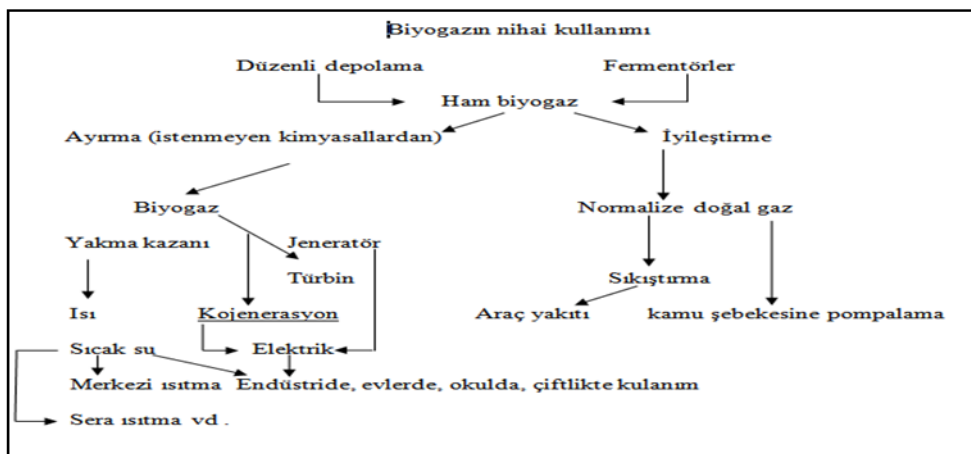 Biyogazın nihai kullanımı
Düzenli depolama Fermentörler
Ham biyogaz
Ayırma (istenmeyen kimyasallardan) İyileştirme
Biyogaz Normalize doğal gaz
Yakma kazanı Jeneratör
Türbin Sıkıştırma
Isı Kojenerasyon Araç yakıtı kamu şebekesine pompalama
Sıcak su Elektrik
Merkezi ısıtma Endüstride, evlerde, okulda, çiftlikte kulanım
Sera ısıtma vd .